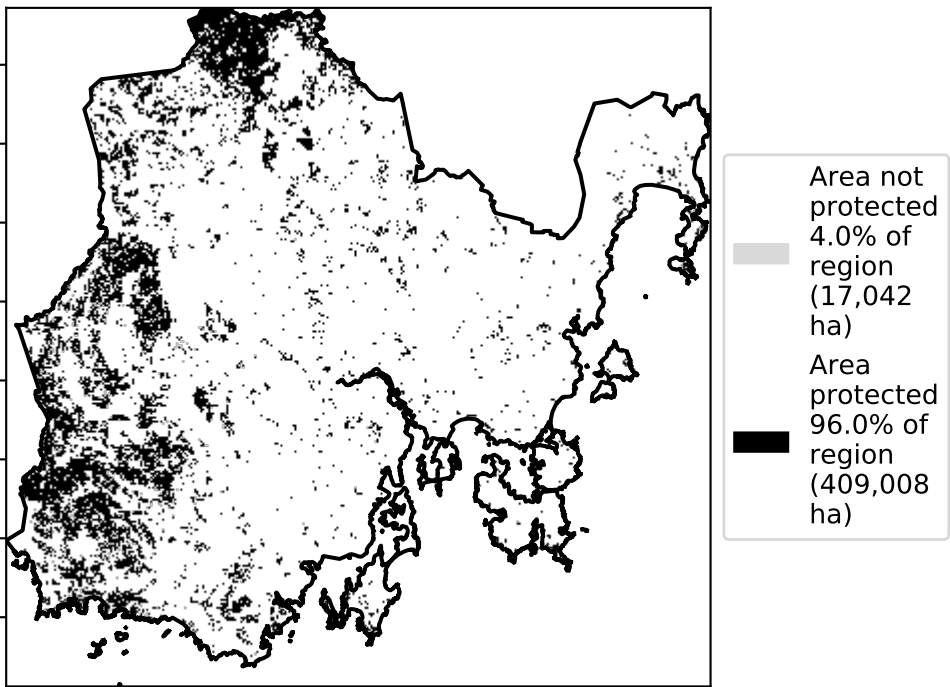 Area not
protected
4.0% of
region
(17,042
ha)
Area
protected
96.0% of
region
(409,008
ha)